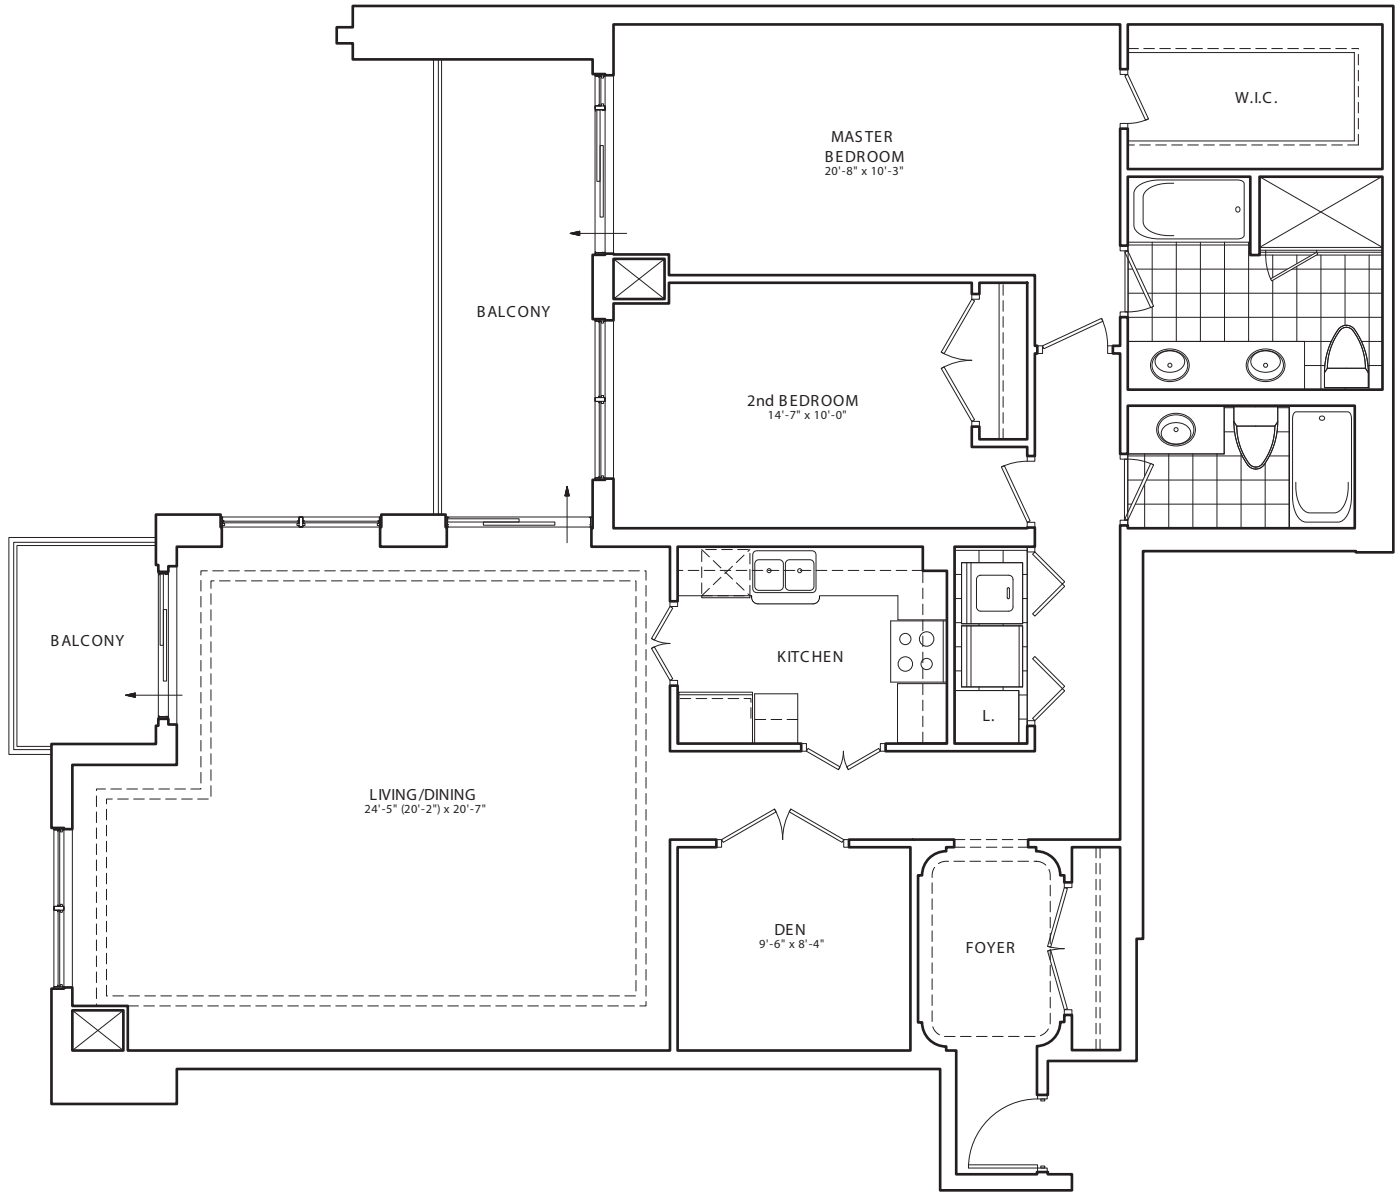 W.I.C.
MASTER
BEDROOM
20'-8" x 10'-3"
BALCONY
2nd BEDROOM
14'-7" x 10'-0"
BALCONY
KITCHEN
L.
LIVING/DINING
24'-5" (20'-2") x 20'-7"
DEN
9'-6" x 8'-4"
FOYER